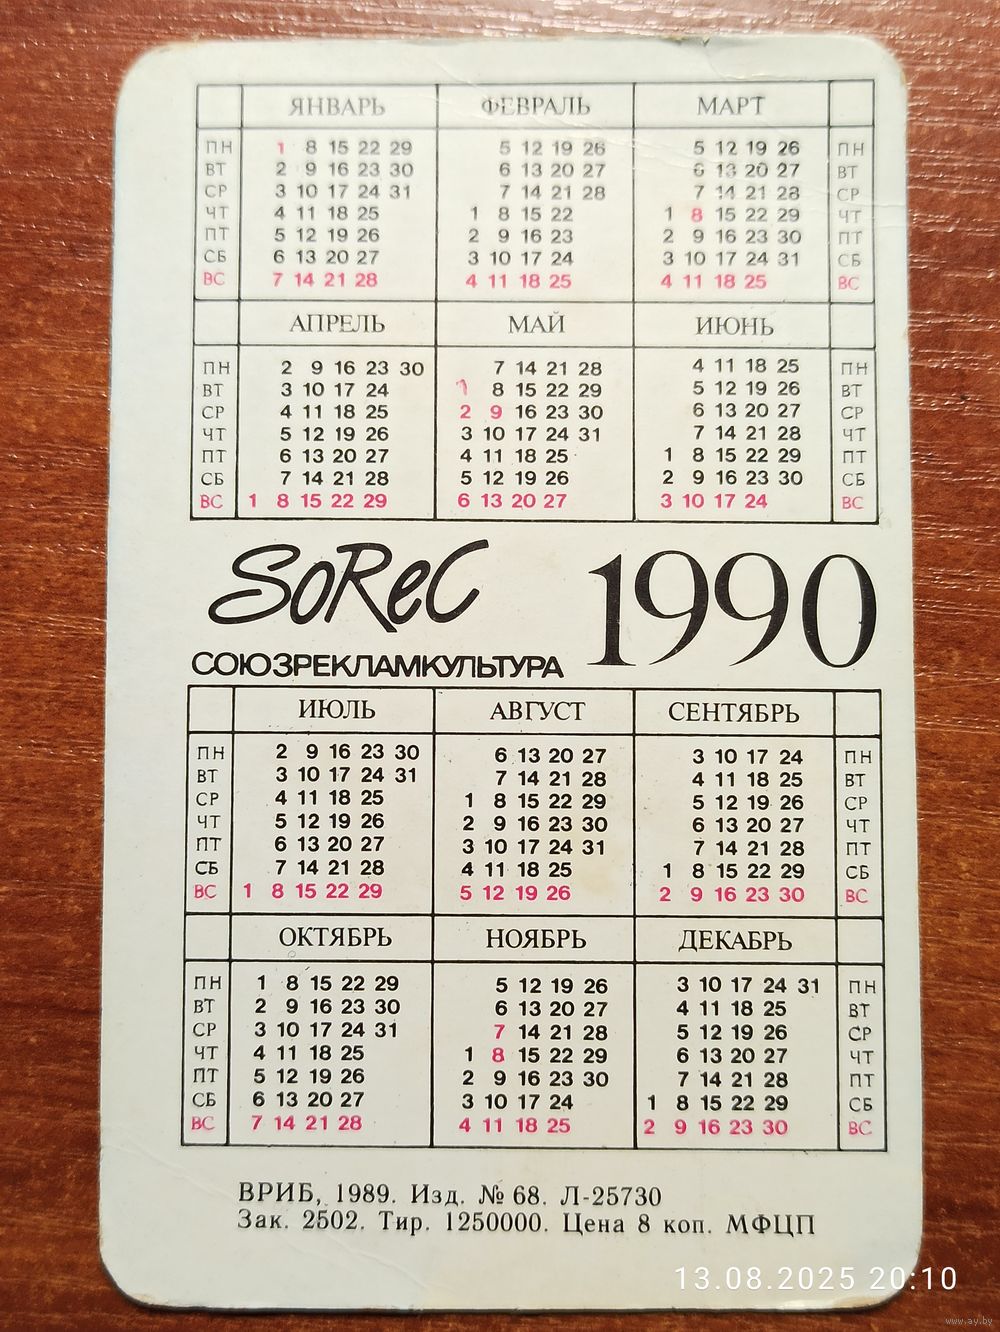 ЯНВАРЬ ФЕВРАЛЬ МАРТ
ПН 1 8 15 22 29 5 12 19 26 5 12 19 26 ПН
ВТ 2 9 16 23 30 6 13 20 27 6 13 20 27 ВТ
СР 3 10 17 24 31 7 14 21 28 7 14 21 28 СР
ЧТ 4 11 18 25 1 8 15 22 1 8 15 22 29 ЧТ
ПТ 5 12 19 26 2 9 16 23 2 9 16 23 30 ПТ
СБ 6 13 20 27 3 10 17 24 3 10 17 24 31 СБ
ВС 7 14 21 28 4 11 18 25 4 11 18 25 ВС
АПРЕЛЬ МАЙ ИЮНЬ
ПН 2 9 16 23 30 7 14 21 28 4 11 18 25 ПН
ВТ 3 10 17 24 1 8 15 22 29 5 12 19 26 ВТ
СР 4 11 18 25 2 9 16 23 30 6 13 20 27 СР
ЧТ 5 12 19 26 3 10 17 24 31 7 14 21 28 ЧТ
ПТ 6 13 20 27 4 11 18 25 1 8 15 22 29 ПТ
СБ 7 14 21 28 5 12 19 26 2 9 16 23 30 СБ
ВС 1 8 15 22 29 6 13 20 27 3 10 17 24 ВС
SoReC 1990
СОЮЗРЕКЛАМКУЛЬТУРА
ИЮЛЬ АВГУСТ СЕНТЯБРЬ
ПН 2 9 16 23 30 6 13 20 27 3 10 17 24 ПН
ВТ 3 10 17 24 31 7 14 21 28 4 11 18 25 ВТ
СР 4 11 18 25 1 8 15 22 29 5 12 19 26 СР
ЧТ 5 12 19 26 2 9 16 23 30 6 13 20 27 ЧТ
ПТ 6 13 20 27 3 10 17 24 31 7 14 21 28 ПТ
СБ 7 14 21 28 4 11 18 25 1 8 15 22 29 СБ
ВС 1 8 15 22 29 5 12 19 26 2 9 16 23 30 ВС
ОКТЯБРЬ НОЯБРЬ ДЕКАБРЬ
ПН 1 8 15 22 29 5 12 19 26 3 10 17 24 31 ПН
ВТ 2 9 16 23 30 6 13 20 27 4 11 18 25 ВТ
СР 3 10 17 24 31 7 14 21 28 5 12 19 26 СР
ЧТ 4 11 18 25 1 8 15 22 29 6 13 20 27 ЧТ
ПТ 5 12 19 26 2 9 16 23 30 7 14 21 28 ПТ
СБ 6 13 20 27 3 10 17 24 1 8 15 22 29 СБ
ВС 7 14 21 28 4 11 18 25 2 9 16 23 30 ВС
ВРИБ, 1989. Изд. № 68. Л-25730
Зак. 2502. Тир. 1250000. Цена 8 коп. МФЦП
13.08.2025 20:10
www.ay.by